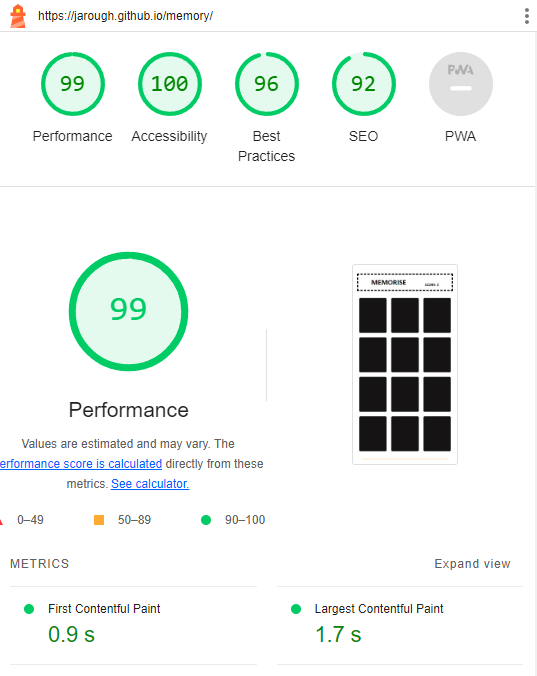 https://jarough.github.io/memory/
99 100 96 92 PWA
Performance Accessibility Best Practices SEO PWA
99
MEMORISE
Performance
Values are estimated and may vary. The
erformance score is calculated directly from these
metrics. See calculator.
0–49 50–89 90–100
METRICS Expand view
First Contentful Paint Largest Contentful Paint
0.9 s 1.7 s